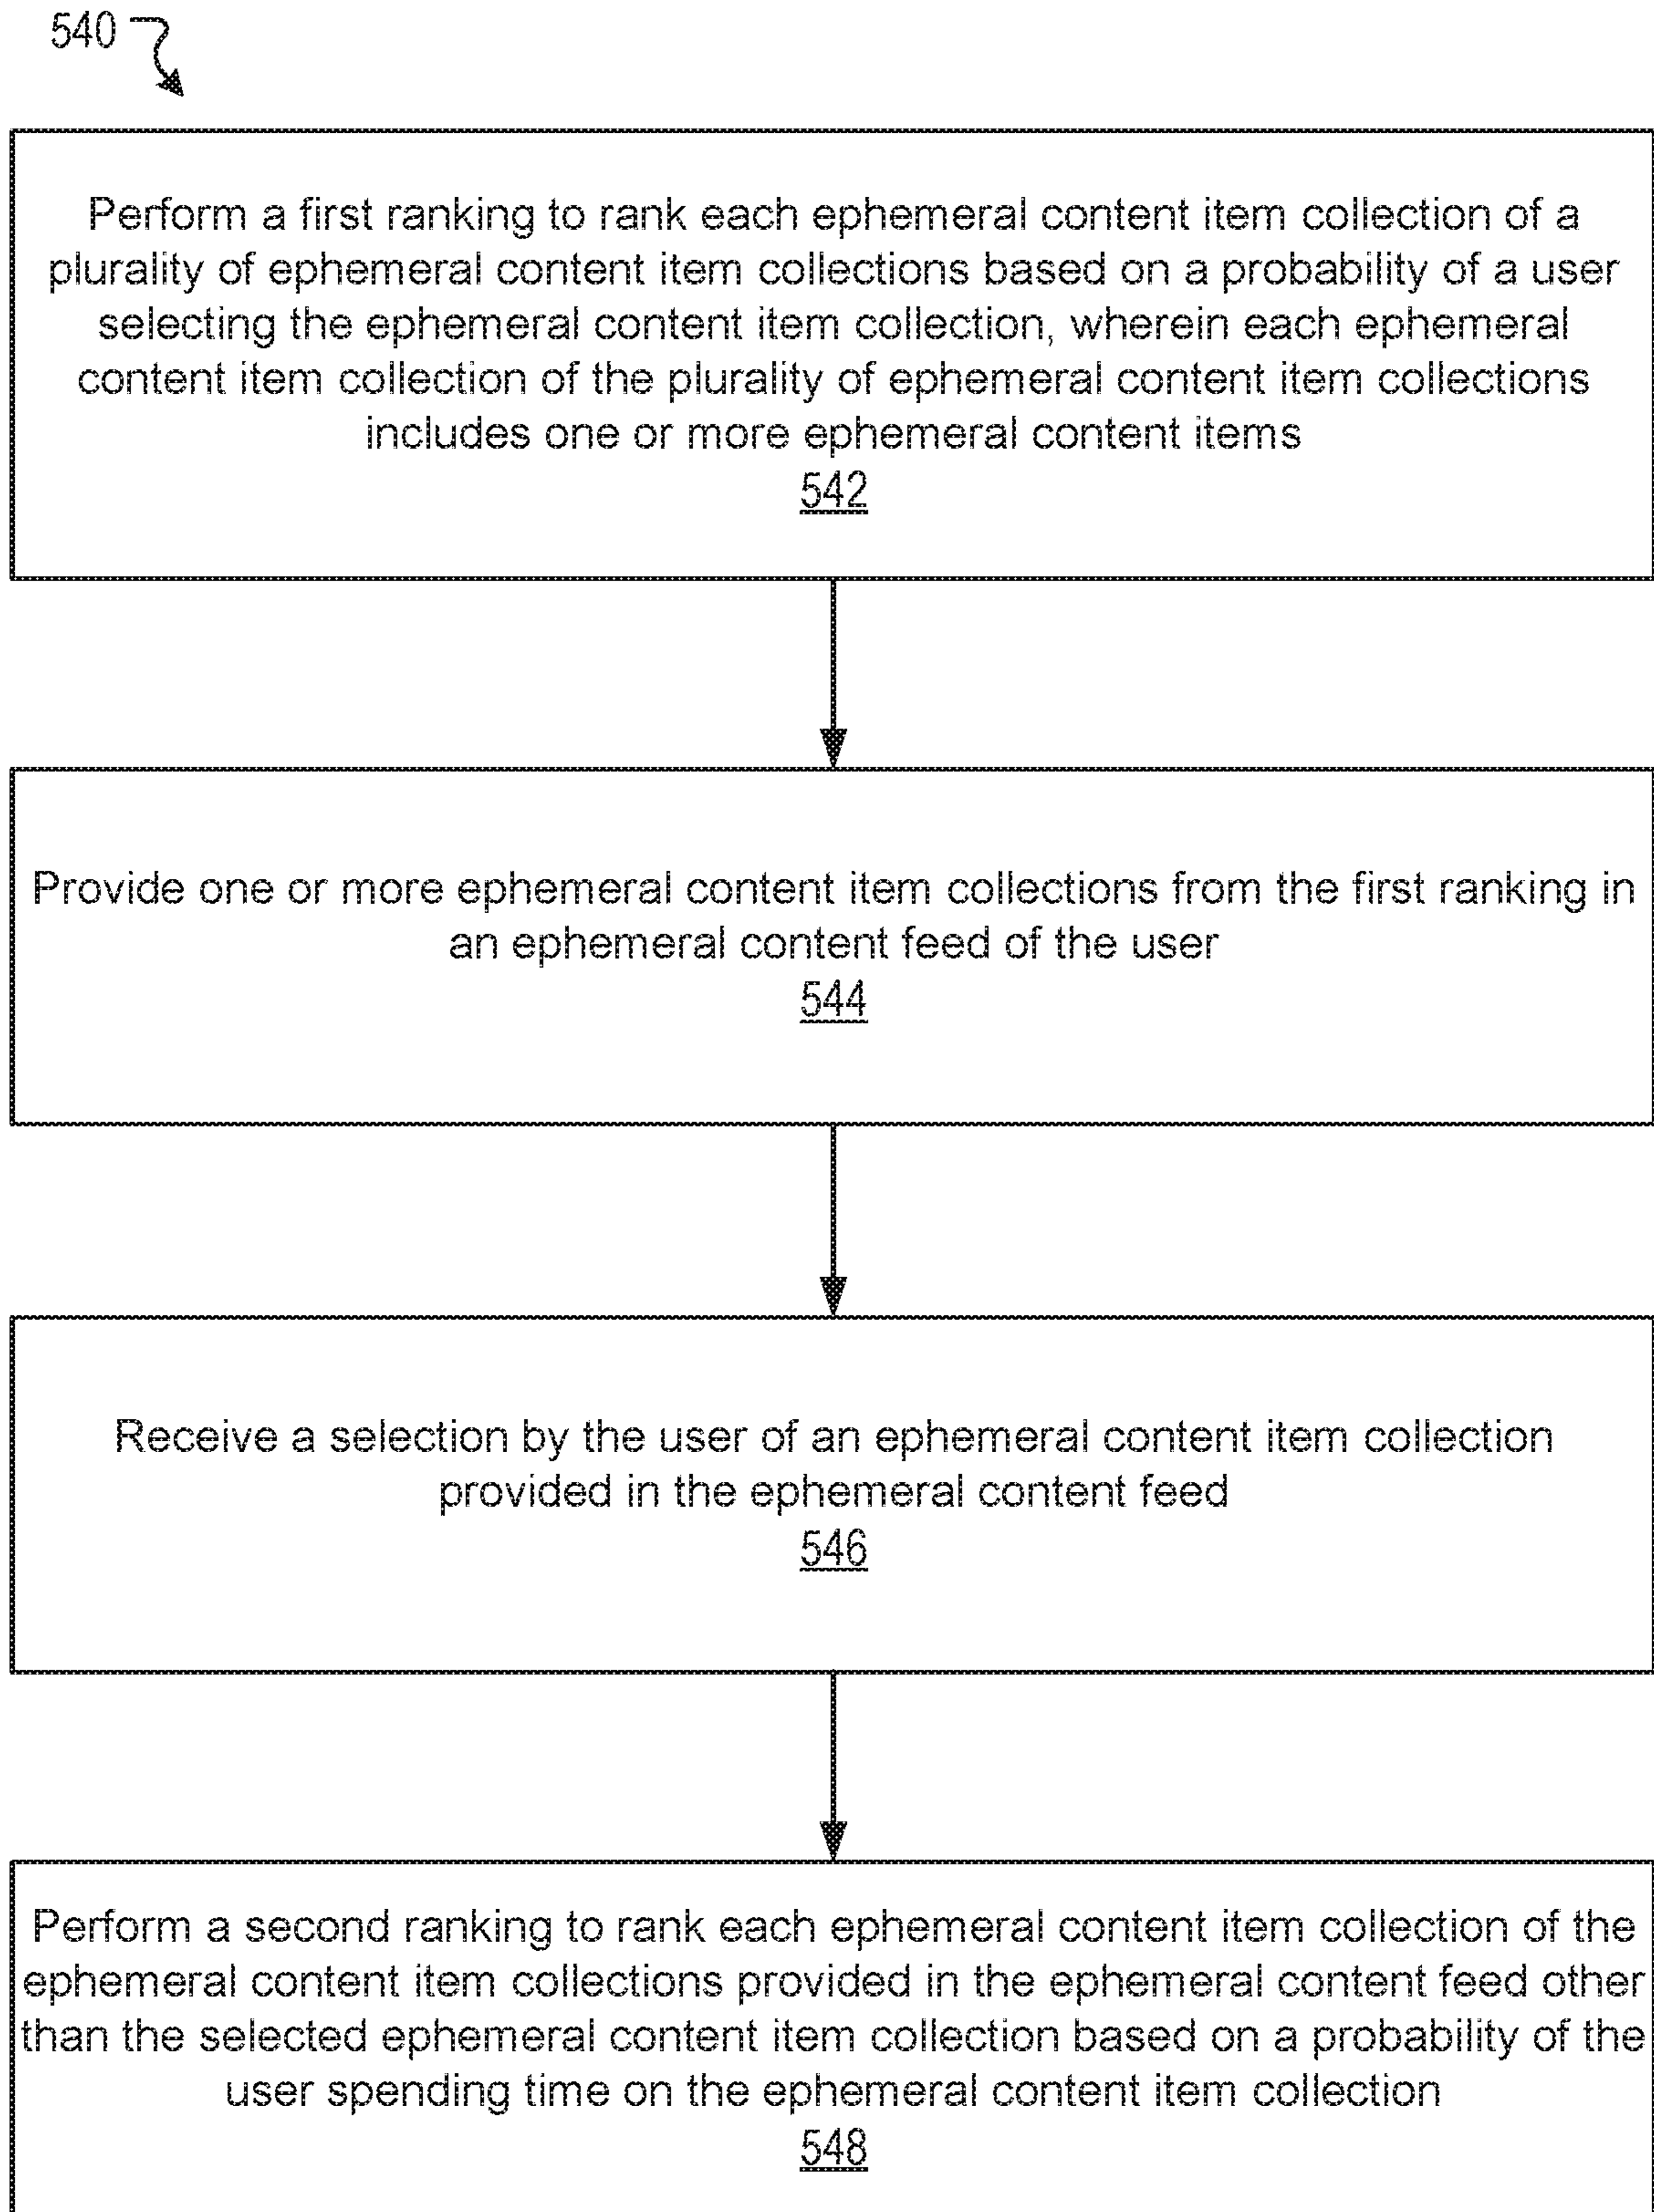 540
Perform a first ranking to rank each ephemeral content item collection of a
plurality of ephemeral content item collections based on a probability of a user
selecting the ephemeral content item collection, wherein each ephemeral
content item collection of the plurality of ephemeral content item collections
includes one or more ephemeral content items
542
Provide one or more ephemeral content item collections from the first ranking in
an ephemeral content feed of the user
544
Receive a selection by the user of an ephemeral content item collection
provided in the ephemeral content feed
546
Perform a second ranking to rank each ephemeral content item collection of the
ephemeral content item collections provided in the ephemeral content feed other
than the selected ephemeral content item collection based on a probability of the
user spending time on the ephemeral content item collection
548